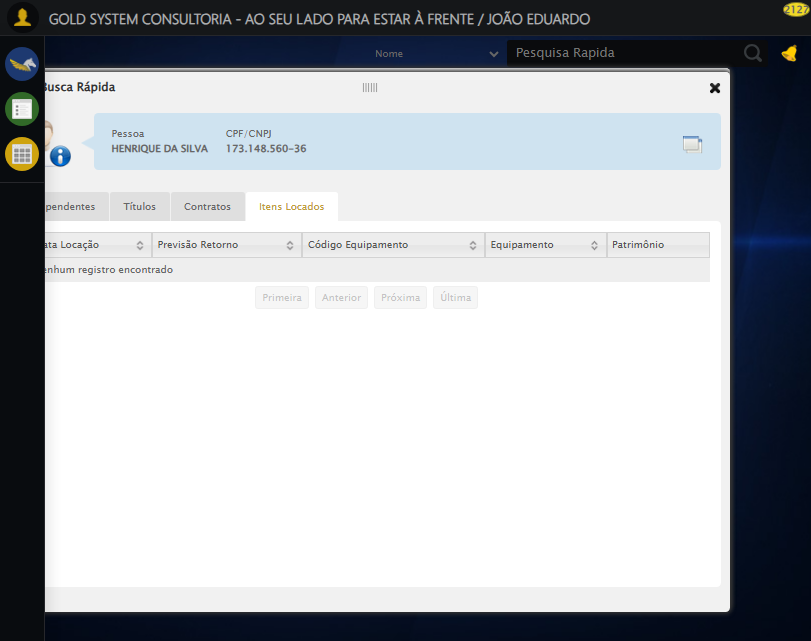 GOLD SYSTEM CONSULTORIA - AO SEU LADO PARA ESTAR À FRENTE / JOÃO EDUARDO
2127
Nome
Pesquisa Rapida
Busca Rápida
Pessoa
CPF/CNPJ
HENRIQUE DA SILVA
173.148.560-36
pendentes
Títulos
Contratos
Itens Locados
ata Locação
Previsão Retorno
Código Equipamento
Equipamento
Patrimônio
enhum registro encontrado
Primeira
Anterior
Próxima
Última